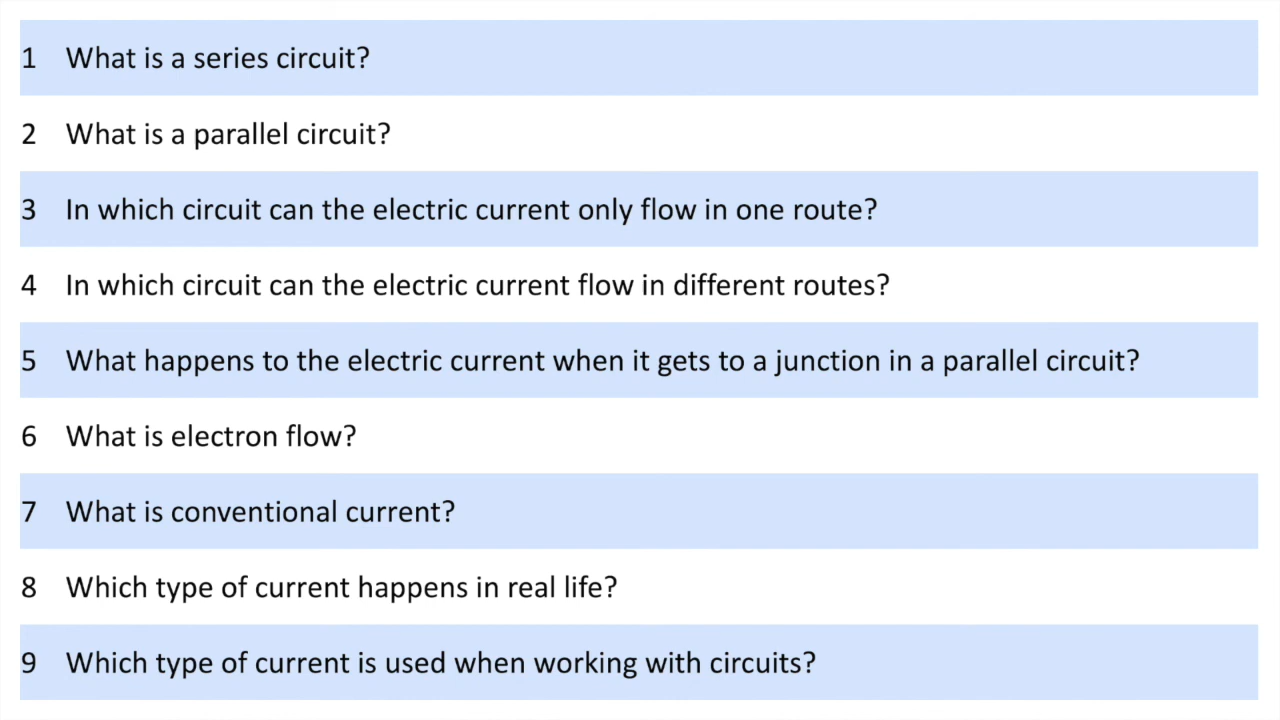 1 What is a series circuit?
2 What is a parallel circuit?
3 In which circuit can the electric current only flow in one route?
4 In which circuit can the electric current flow in different routes?
5 What happens to the electric current when it gets to a junction in a parallel circuit?
6 What is electron flow?
7 What is conventional current?
8 Which type of current happens in real life?
9 Which type of current is used when working with circuits?